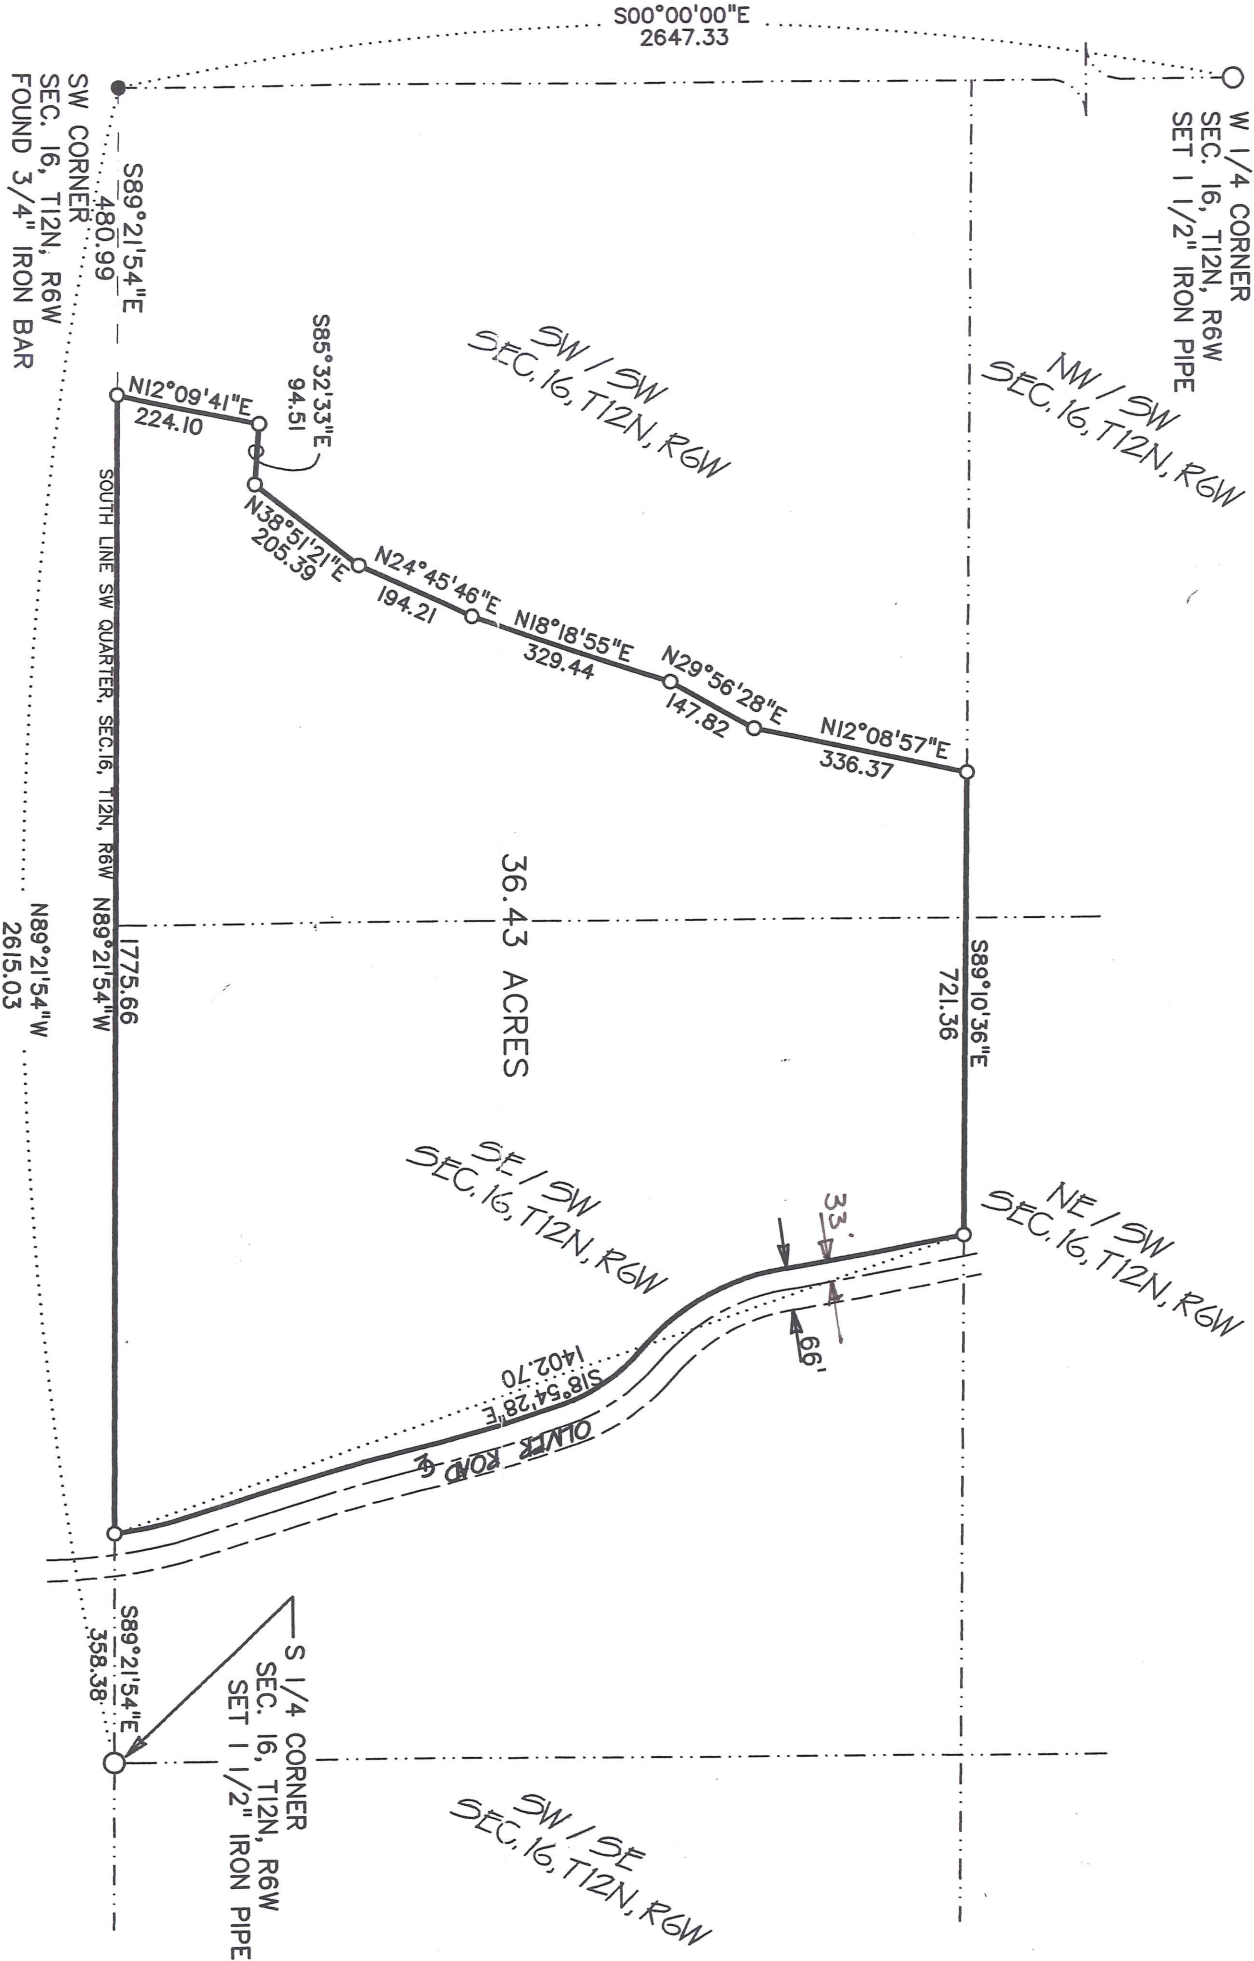 W 1/4 CORNER
SEC. 16, T12N, R6W
SET 1 1/2" IRON PIPE
S00°00'00"E
2647.33
NW / SW
SEC. 16, T12N, R6W
NE / SW
SEC. 16, T12N, R6W
S89°10'36"E
721.36
N12°08'57"E
336.37
N29°56'28"E
147.82
N18°18'55"E
329.44
N24°45'46"E
194.21
N38°51'21"E
205.39
S85°32'33"E
94.51
N12°09'41"E
224.10
SW / SW
SEC. 16, T12N, R6W
36.43 ACRES
SE / SW
SEC. 16, T12N, R6W
33'
66'
S18°54'28"E
1402.70
OLIVER ROAD ℄
SW / SE
SEC. 16, T12N, R6W
S89°21'54"E
480.99
SW CORNER
SEC. 16, T12N, R6W
FOUND 3/4" IRON BAR
1775.66
SOUTH LINE SW QUARTER, SEC.16, T12N, R6W N89°21'54"W
N89°21'54"W
2615.03
S89°21'54"E
358.38
S 1/4 CORNER
SEC. 16, T12N, R6W
SET 1 1/2" IRON PIPE